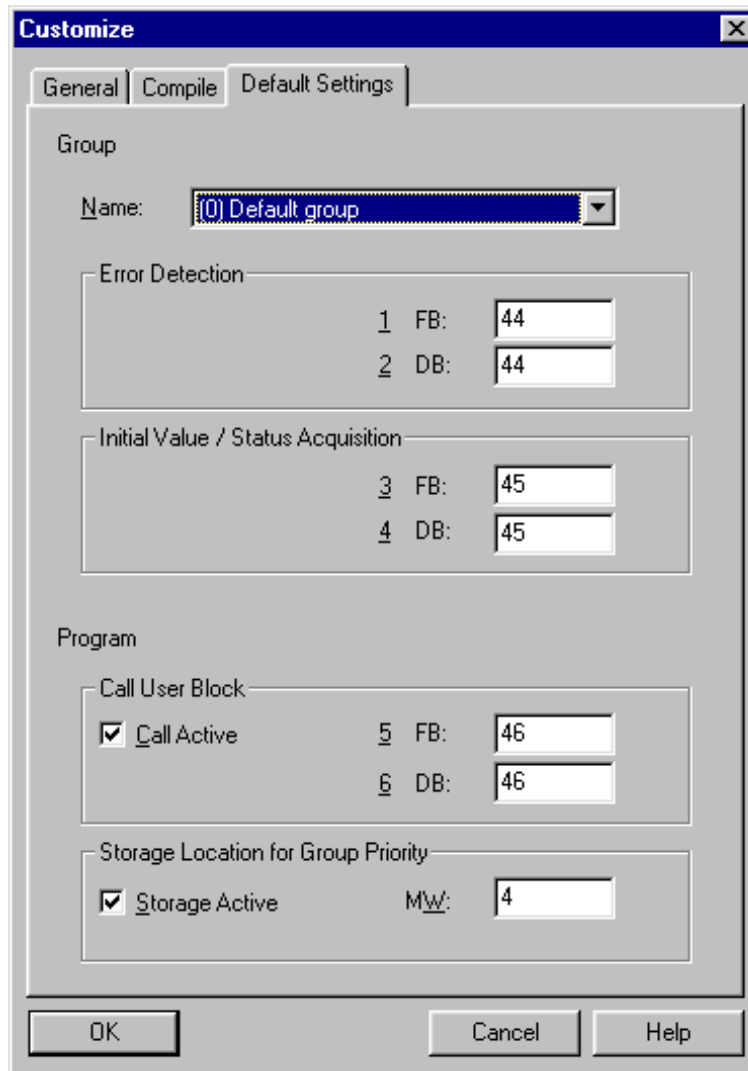 Customize
General Compile Default Settings
Group
Name: (0) Default group
Error Detection
1 FB: 44
2 DB: 44
Initial Value / Status Acquisition
3 FB: 45
4 DB: 45
Program
Call User Block
Call Active 5 FB: 46
6 DB: 46
Storage Location for Group Priority
Storage Active MW: 4
OK Cancel Help